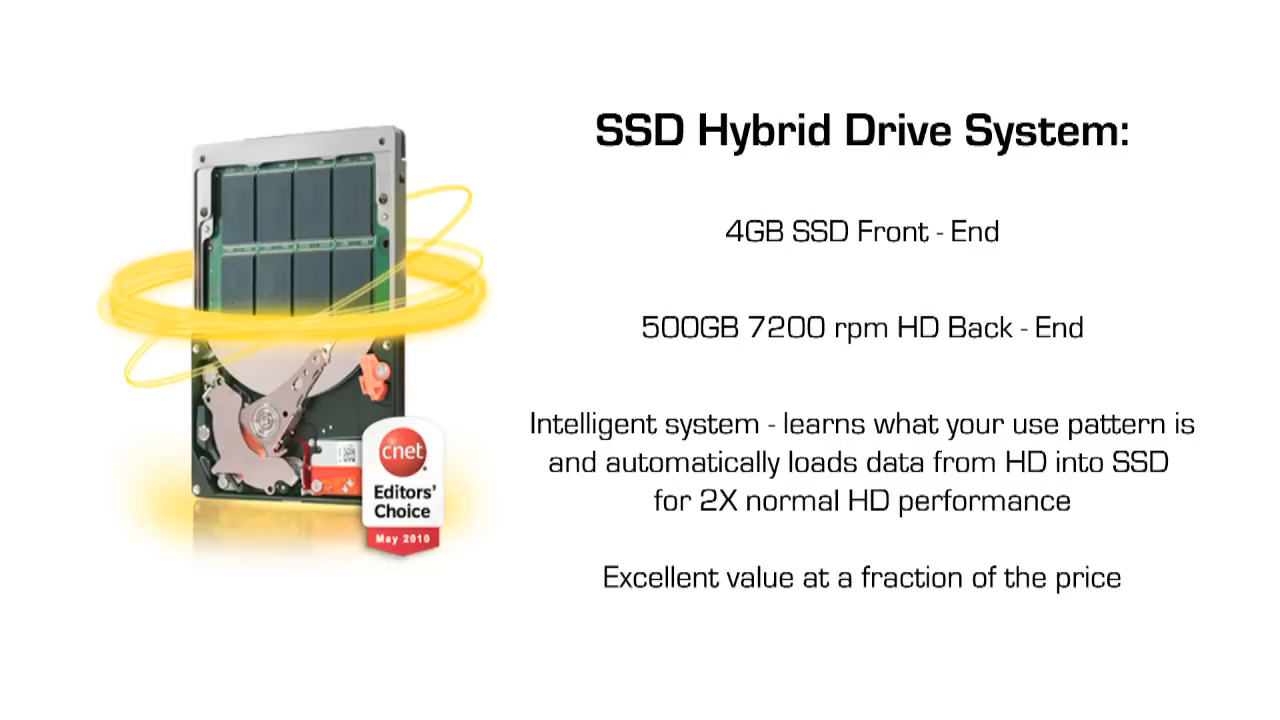 SSD Hybrid Drive System:
4GB SSD Front - End
500GB 7200 rpm HD Back - End
Intelligent system - learns what your use pattern is
and automatically loads data from HD into SSD
for 2X normal HD performance
Excellent value at a fraction of the price
cnet
Editors'
Choice
May 2010